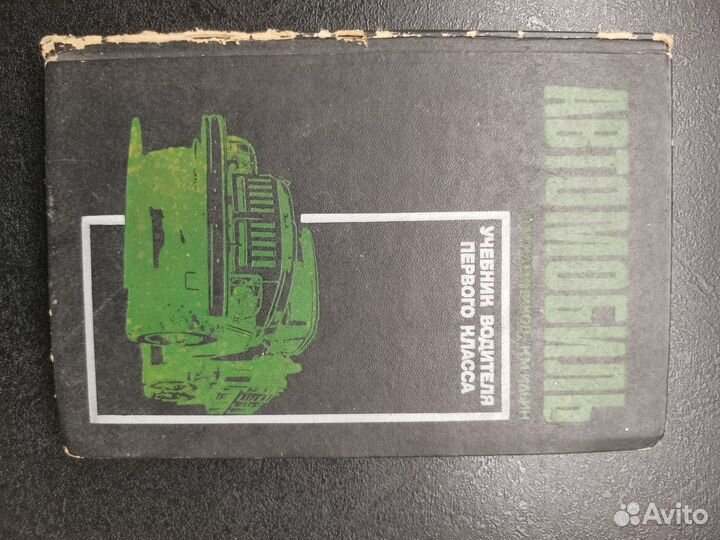 АВТОМОБИЛЬ
УЧЕБНИК ВОДИТЕЛЯ
ПЕРВОГО КЛАССА
Avito